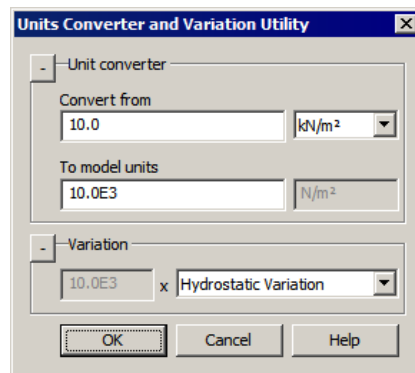 Units Converter and Variation Utility
- Unit converter
Convert from
10.0 kN/m²
To model units
10.0E3 N/m²
- Variation
10.0E3 x Hydrostatic Variation
OK Cancel Help